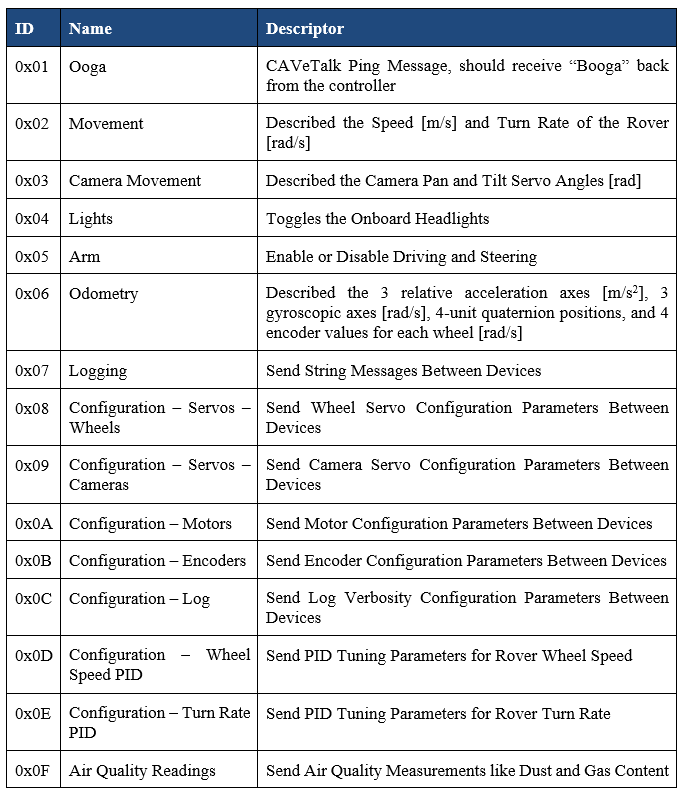 ID Name Descriptor
0x01 Ooga CAVeTalk Ping Message, should receive “Booga” back
from the controller
0x02 Movement Described the Speed [m/s] and Turn Rate of the Rover
[rad/s]
0x03 Camera Movement Described the Camera Pan and Tilt Servo Angles [rad]
0x04 Lights Toggles the Onboard Headlights
0x05 Arm Enable or Disable Driving and Steering
0x06 Odometry Described the 3 relative acceleration axes [m/s²], 3
gyroscopic axes [rad/s], 4-unit quaternion positions, and 4
encoder values for each wheel [rad/s]
0x07 Logging Send String Messages Between Devices
0x08 Configuration – Servos – Send Wheel Servo Configuration Parameters Between
Wheels Devices
0x09 Configuration – Servos – Send Camera Servo Configuration Parameters Between
Cameras Devices
0x0A Configuration – Motors Send Motor Configuration Parameters Between Devices
0x0B Configuration – Encoders Send Encoder Configuration Parameters Between Devices
0x0C Configuration – Log Send Log Verbosity Configuration Parameters Between
Devices
0x0D Configuration – Wheel Send PID Tuning Parameters for Rover Wheel Speed
Speed PID
0x0E Configuration – Turn Rate Send PID Tuning Parameters for Rover Turn Rate
PID
0x0F Air Quality Readings Send Air Quality Measurements like Dust and Gas Content